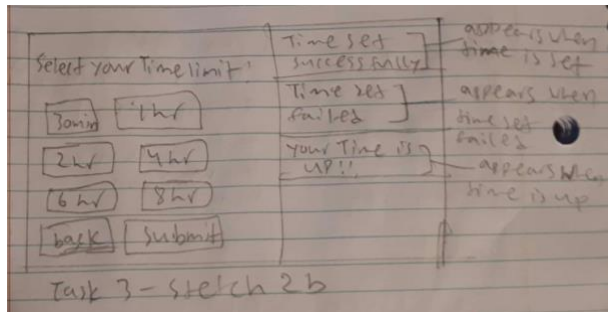 Select your Time limit:
30min 1hr
2hr 4hr
6hr 8hr
back Submit
Time set
successfully
Time set
failed
your Time is
UP!!
appears when
time is set
appears when
time set
failed
appears when
time is up
Task 3 - sketch 2b